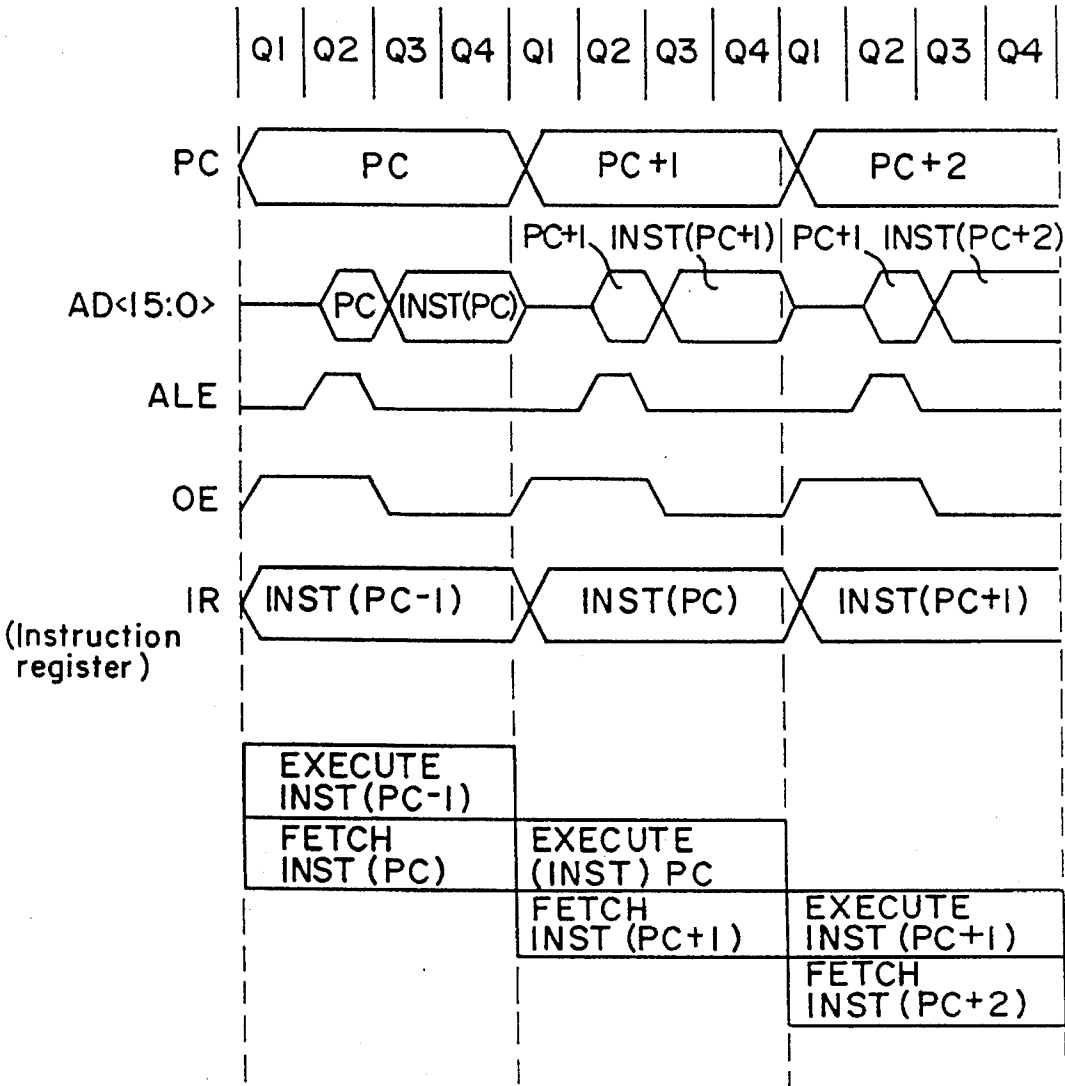 Q1 Q2 Q3 Q4 Q1 Q2 Q3 Q4 Q1 Q2 Q3 Q4
PC PC PC+1 PC+2
PC+1 INST(PC+1) PC+1 INST(PC+2)
AD<15:0> PC INST(PC)
ALE
OE
IR INST(PC-1) INST(PC) INST(PC+1)
(Instruction
register)
EXECUTE
INST(PC-1)
FETCH
INST(PC)
EXECUTE
(INST) PC
FETCH
INST(PC+1)
EXECUTE
INST(PC+1)
FETCH
INST(PC+2)